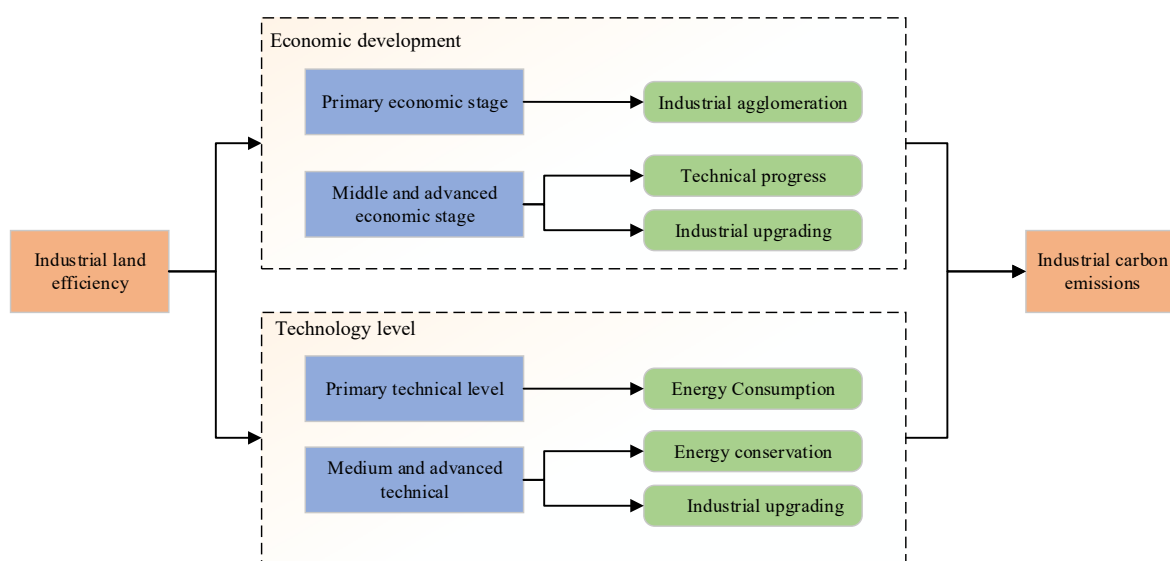 Economic development
Primary economic stage
Industrial agglomeration
Middle and advanced
economic stage
Technical progress
Industrial upgrading
Industrial land
efficiency
Industrial carbon
emissions
Technology level
Primary technical level
Energy Consumption
Medium and advanced
technical
Energy conservation
Industrial upgrading